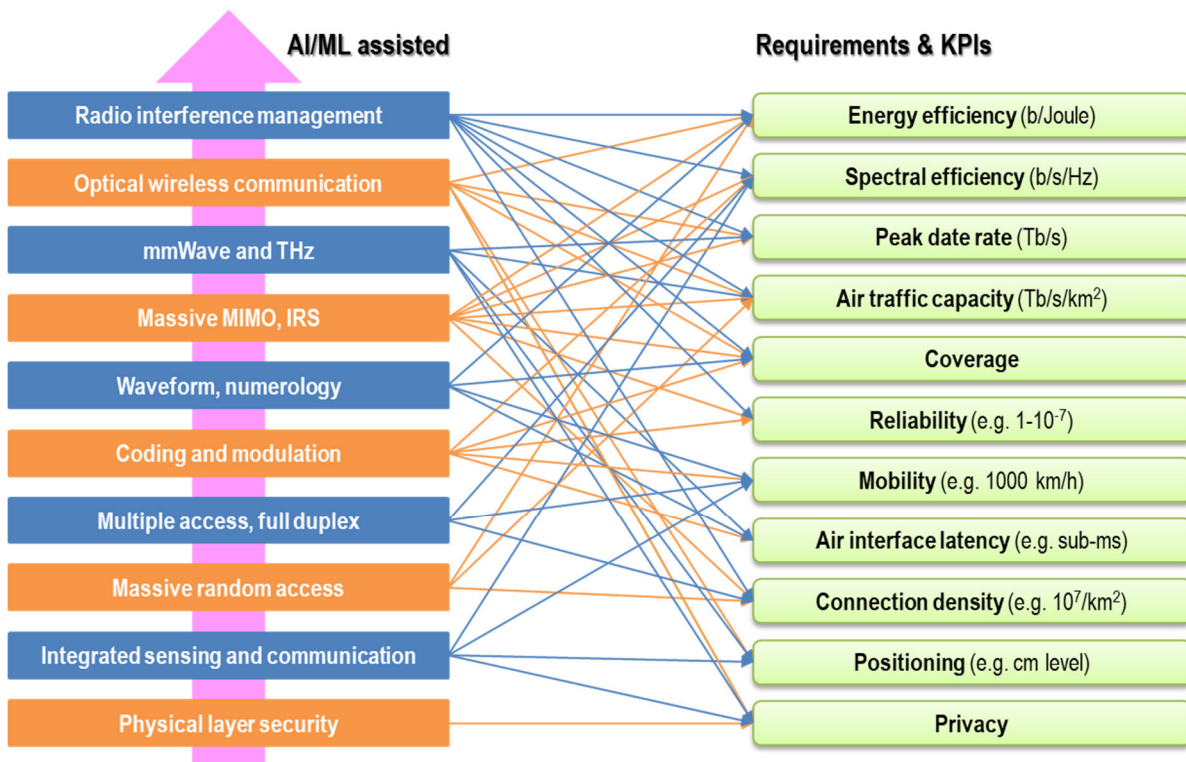 AI/ML assisted
Requirements & KPIs
Radio interference management
Optical wireless communication
mmWave and THz
Massive MIMO, IRS
Waveform, numerology
Coding and modulation
Multiple access, full duplex
Massive random access
Integrated sensing and communication
Physical layer security
Energy efficiency (b/Joule)
Spectral efficiency (b/s/Hz)
Peak date rate (Tb/s)
Air traffic capacity (Tb/s/km²)
Coverage
Reliability (e.g. 1-10⁻⁷)
Mobility (e.g. 1000 km/h)
Air interface latency (e.g. sub-ms)
Connection density (e.g. 10⁷/km²)
Positioning (e.g. cm level)
Privacy